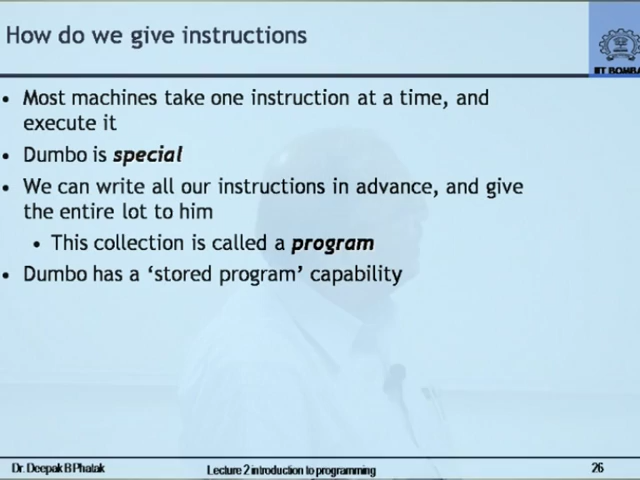 How do we give instructions
IIT BOMBA
• Most machines take one instruction at a time, and
execute it
• Dumbo is special
• We can write all our instructions in advance, and give
the entire lot to him
• This collection is called a program
• Dumbo has a ‘stored program’ capability
Dr. Deepak B Phatak
Lecture 2 introduction to programming
26